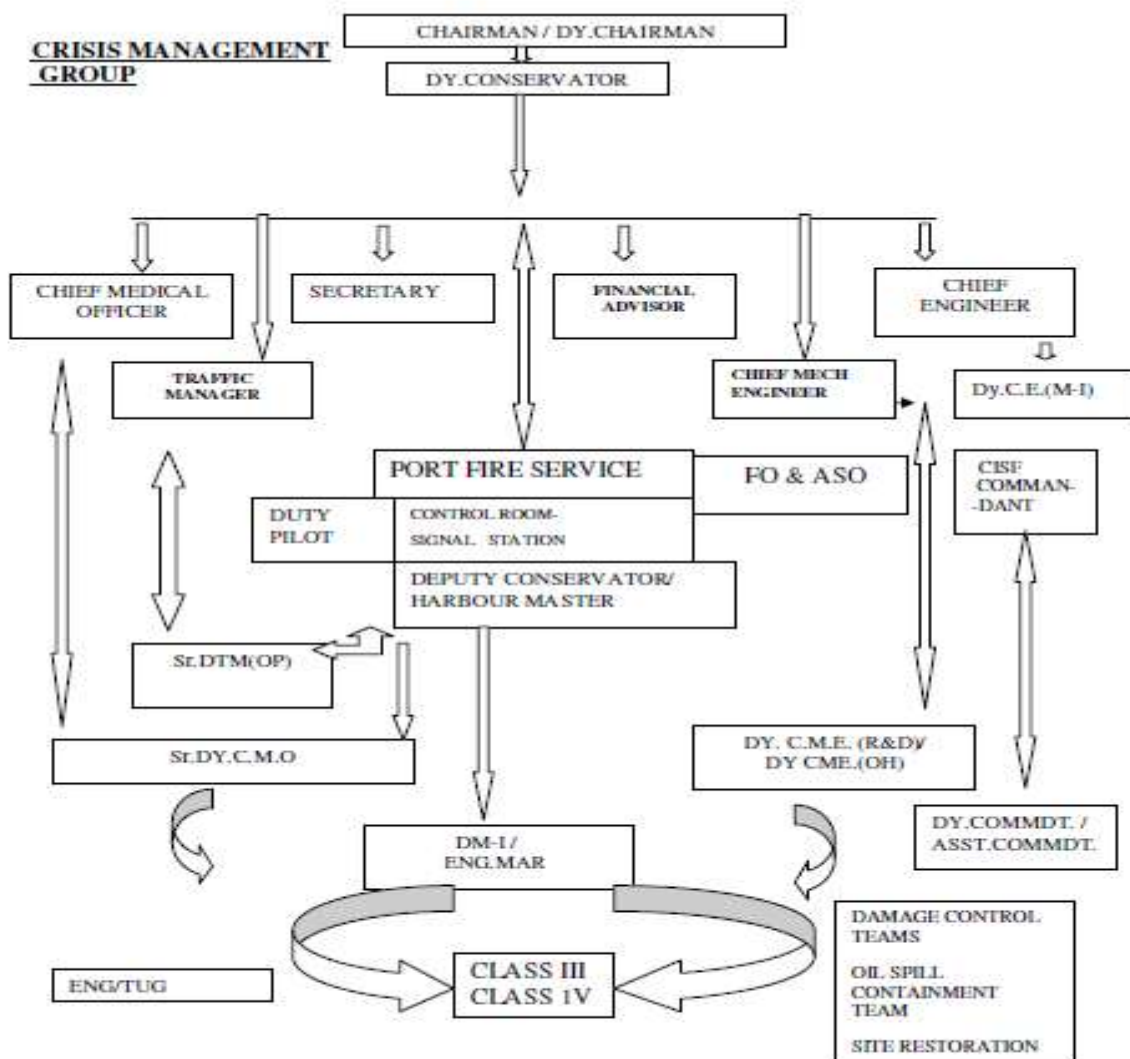 CHAIRMAN / DY.CHAIRMAN
CRISIS MANAGEMENT
GROUP
DY.CONSERVATOR
CHIEF MEDICAL
OFFICER
SECRETARY
FINANCIAL
ADVISOR
CHIEF
ENGINEER
TRAFFIC
MANAGER
CHIEF MECH
ENGINEER
Dy.C.E.(M-I)
PORT FIRE SERVICE
FO & ASO
CISF
COMMAN-
-DANT
DUTY
PILOT
CONTROL ROOM-
SIGNAL STATION
DEPUTY CONSERVATOR/
HARBOUR MASTER
Sr.DTM(OP)
Sr.DY.C.M.O
DY. C.M.E. (R&D)/
DY CME.(OH)
DY.COMMDT. /
ASST.COMMDT.
DM-I /
ENG.MAR
DAMAGE CONTROL
TEAMS
OIL SPILL
CONTAINMENT
TEAM
SITE RESTORATION
ENG/TUG
CLASS III
CLASS 1V